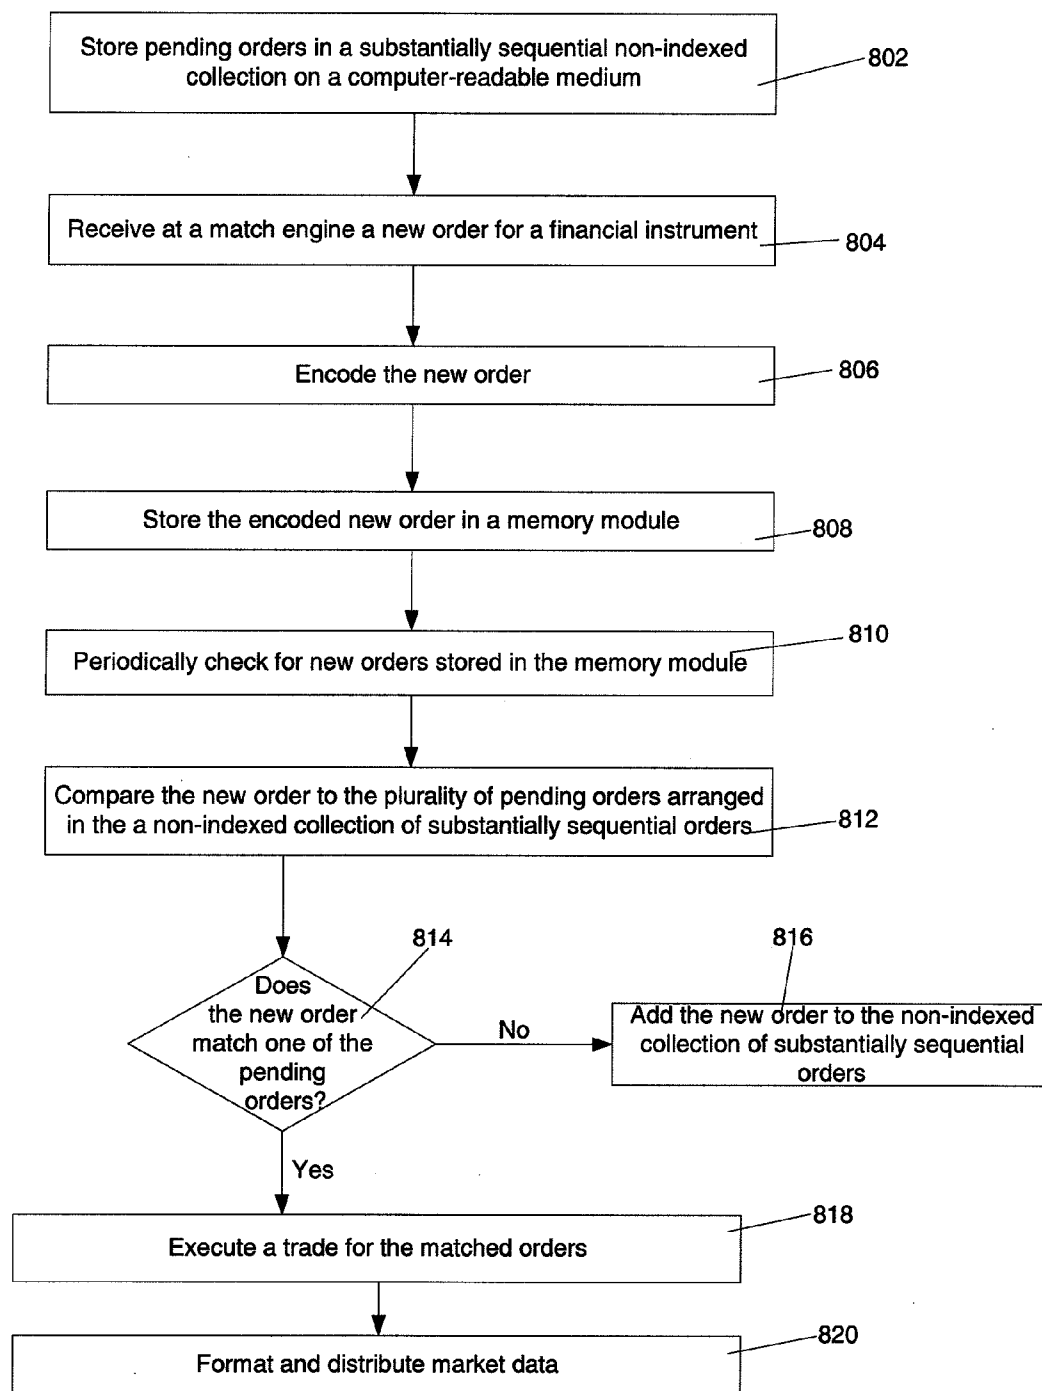 Store pending orders in a substantially sequential non-indexed
collection on a computer-readable medium
802
Receive at a match engine a new order for a financial instrument
804
Encode the new order
806
Store the encoded new order in a memory module
808
Periodically check for new orders stored in the memory module
810
Compare the new order to the plurality of pending orders arranged
in the a non-indexed collection of substantially sequential orders
812
814
Does
the new order
match one of the
pending
orders?
No
816
Add the new order to the non-indexed
collection of substantially sequential
orders
Yes
818
Execute a trade for the matched orders
820
Format and distribute market data